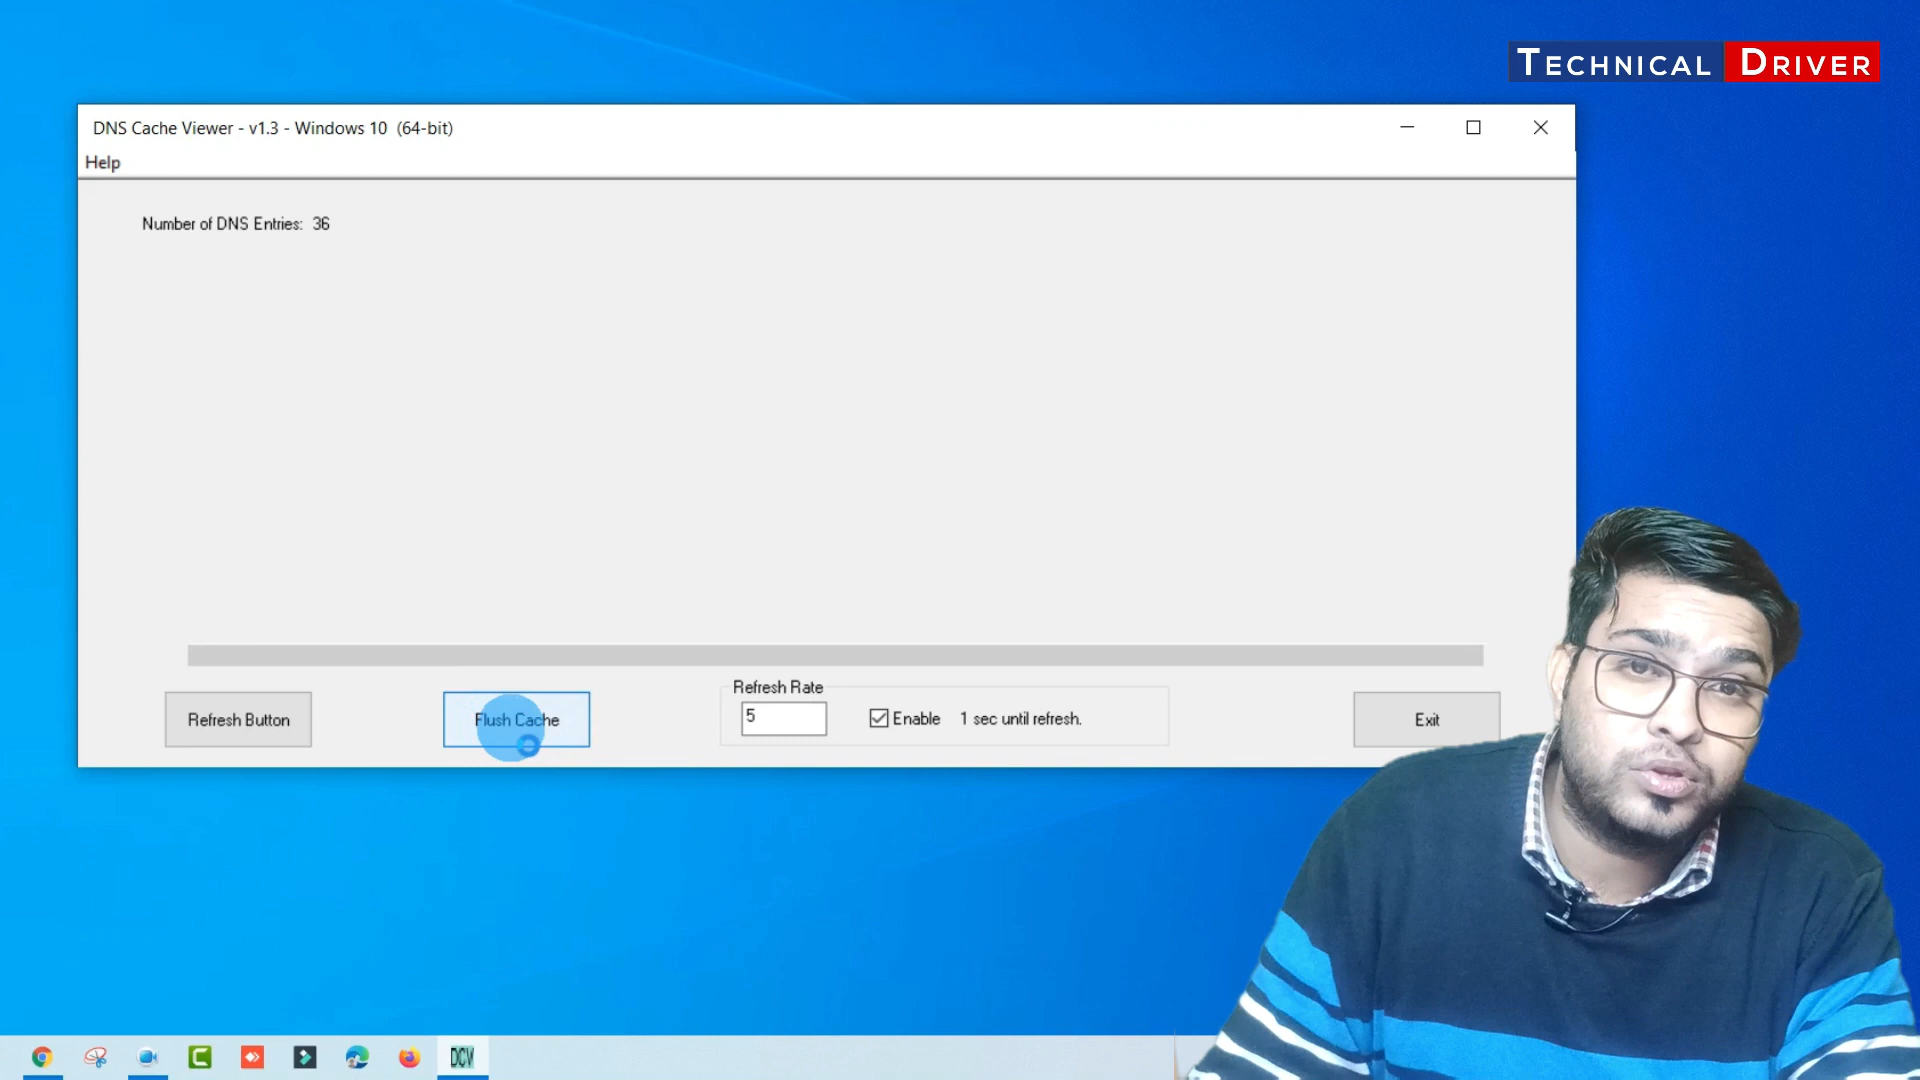 TECHNICAL DRIVER
DNS Cache Viewer - v1.3 - Windows 10 (64-bit)
Help
Number of DNS Entries: 36
Refresh Rate
Refresh Button
Flush Cache
5
Enable
1 sec until refresh.
Exit
DCV